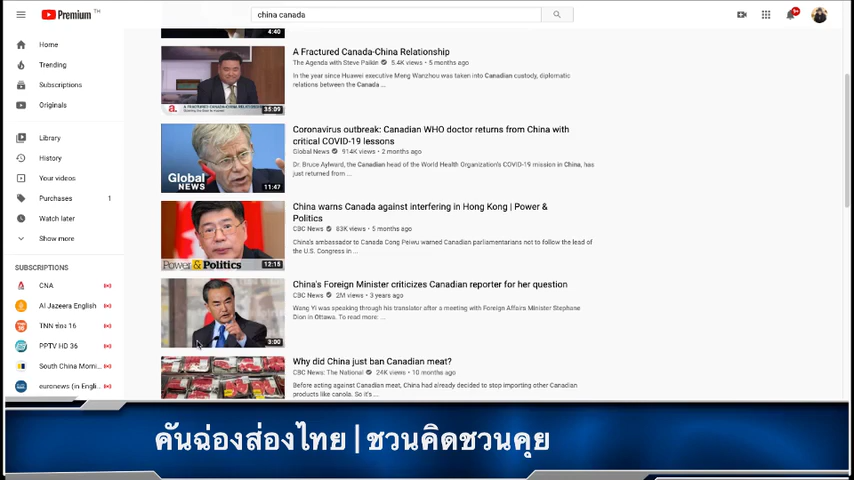 Premium TH
china canada
9+
Home
Trending
Subscriptions
Originals
Library
History
Your videos
Purchases 1
Watch later
Show more
SUBSCRIPTIONS
CNA
Al Jazeera English
TNN ช่อง 16
PPTV HD 36
South China Morni...
euronews (in Engli...
4:40
A Fractured Canada-China Relationship
The Agenda with Steve Paikin 5.4K views • 5 months ago
In the year since Huawei executive Meng Wanzhou was taken into Canadian custody, diplomatic
relations between the Canada ...
a. A FRACTURED CANADA-CHINA RELATIONSHIP
35:09
Coronavirus outbreak: Canadian WHO doctor returns from China with
critical COVID-19 lessons
Global News 914K views • 2 months ago
Dr. Bruce Aylward, the Canadian head of the World Health Organization's COVID-19 mission in China, has
just returned from ...
Global
NEWS
11:47
China warns Canada against interfering in Hong Kong | Power &
Politics
CBC News 83K views • 5 months ago
China's ambassador to Canada Cong Peiwu warned Canadian parliamentarians not to follow the lead of
the U.S. Congress in ...
Power & Politics
12:15
China's Foreign Minister criticizes Canadian reporter for her question
CBC News 2M views • 3 years ago
Wang Yi was speaking through his translator after a meeting with Foreign Affairs Minister Stephane
Dion in Ottawa. To read more: ...
3:00
Why did China just ban Canadian meat?
CBC News: The National 24K views • 10 months ago
Before acting against Canadian meat, China had already decided to stop importing other Canadian
products like canola. So it's ...
คันฉ่องส่องไทย | ชวนคิดชวนคุย